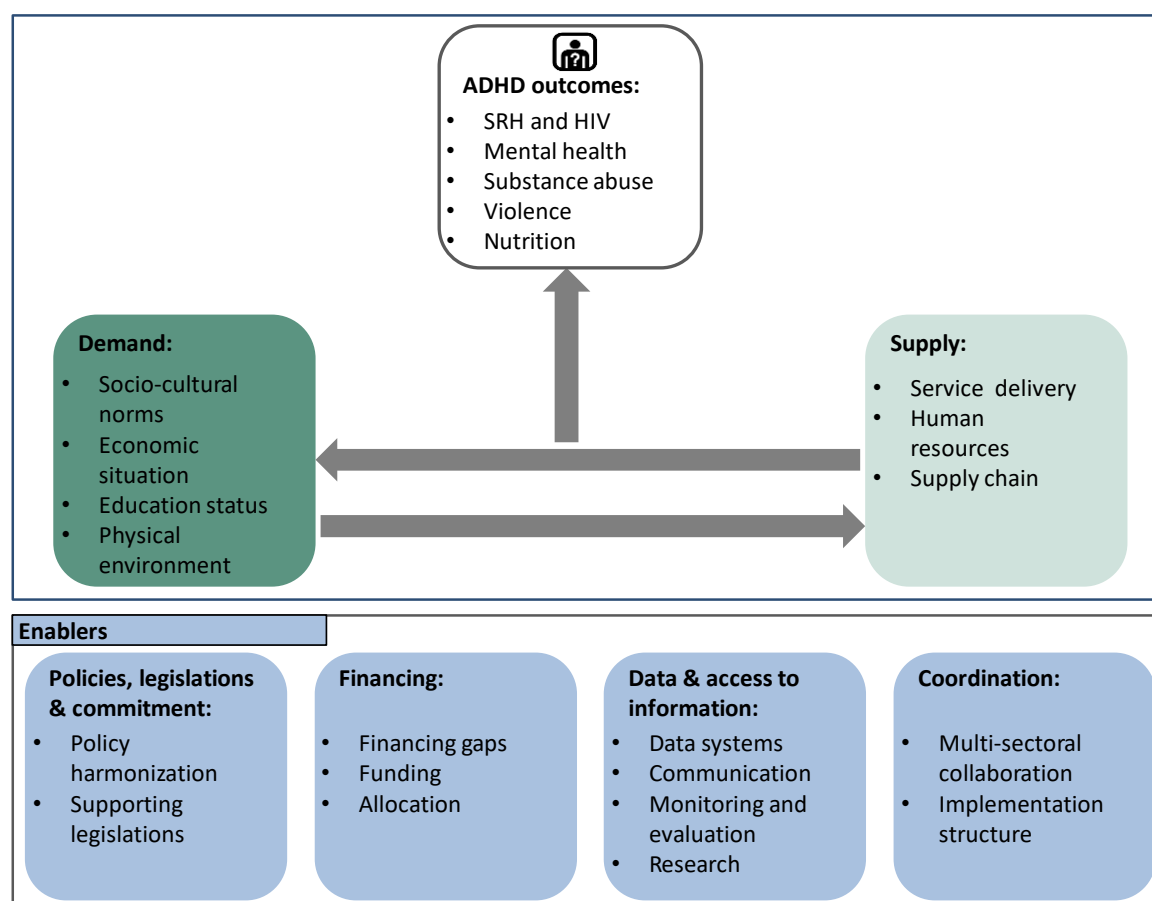 ADHD outcomes:
• SRH and HIV
• Mental health
• Substance abuse
• Violence
• Nutrition
Demand:
• Socio-cultural
norms
• Economic
situation
• Education status
• Physical
environment
Supply:
• Service delivery
• Human
resources
• Supply chain
Enablers
Policies, legislations
& commitment:
• Policy
harmonization
• Supporting
legislations
Financing:
• Financing gaps
• Funding
• Allocation
Data & access to
information:
• Data systems
• Communication
• Monitoring and
evaluation
• Research
Coordination:
• Multi-sectoral
collaboration
• Implementation
structure